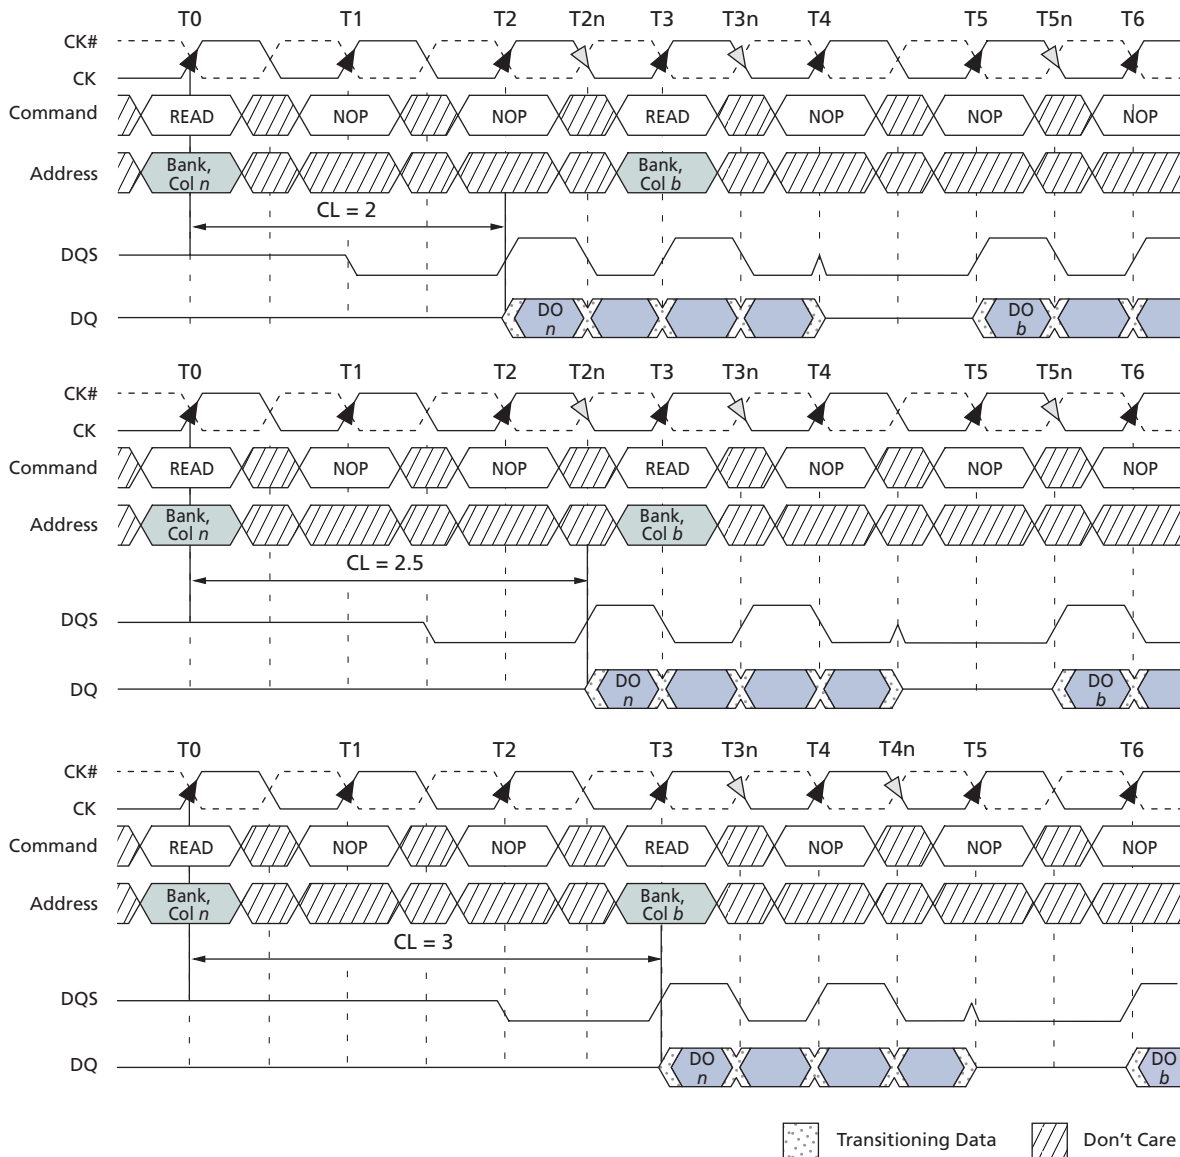 T0 T1 T2 T2n T3 T3n T4 T5 T5n T6
CK#
CK
Command READ NOP NOP READ NOP NOP NOP
Address Bank, Col n Bank, Col b
CL = 2
DQS
DQ DO n DO b
T0 T1 T2 T2n T3 T3n T4 T5 T5n T6
CK#
CK
Command READ NOP NOP READ NOP NOP NOP
Address Bank, Col n Bank, Col b
CL = 2.5
DQS
DQ DO n DO b
T0 T1 T2 T3 T3n T4 T4n T5 T6
CK#
CK
Command READ NOP NOP READ NOP NOP NOP
Address Bank, Col n Bank, Col b
CL = 3
DQS
DQ DO n DO b
Transitioning Data Don't Care